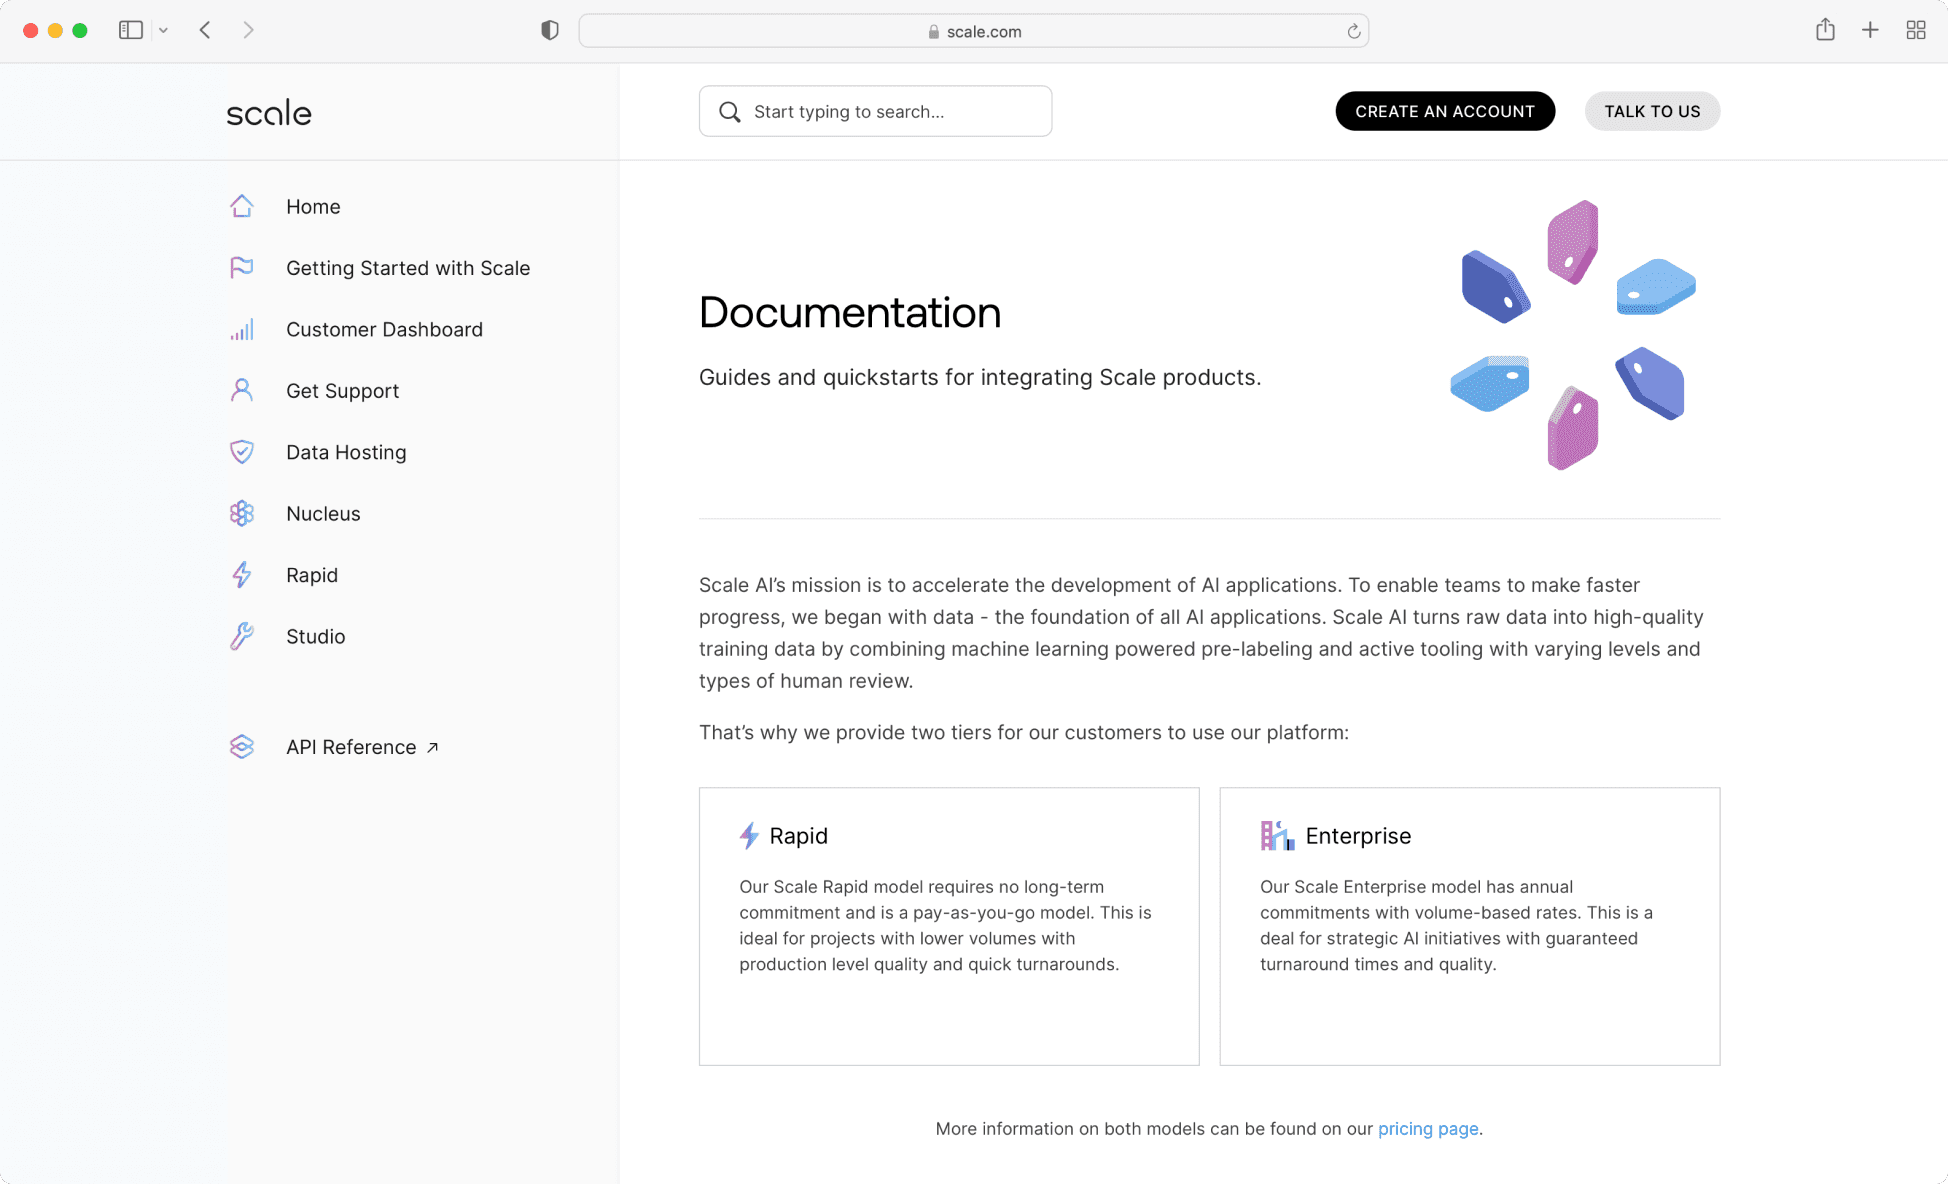 scale.com
scale
Start typing to search...
CREATE AN ACCOUNT
TALK TO US
Home
Getting Started with Scale
Customer Dashboard
Get Support
Data Hosting
Nucleus
Rapid
Studio
API Reference ↗
Documentation
Guides and quickstarts for integrating Scale products.
Scale AI’s mission is to accelerate the development of AI applications. To enable teams to make faster
progress, we began with data - the foundation of all AI applications. Scale AI turns raw data into high-quality
training data by combining machine learning powered pre-labeling and active tooling with varying levels and
types of human review.
That’s why we provide two tiers for our customers to use our platform:
Rapid
Our Scale Rapid model requires no long-term
commitment and is a pay-as-you-go model. This is
ideal for projects with lower volumes with
production level quality and quick turnarounds.
Enterprise
Our Scale Enterprise model has annual
commitments with volume-based rates. This is a
deal for strategic AI initiatives with guaranteed
turnaround times and quality.
More information on both models can be found on our pricing page.